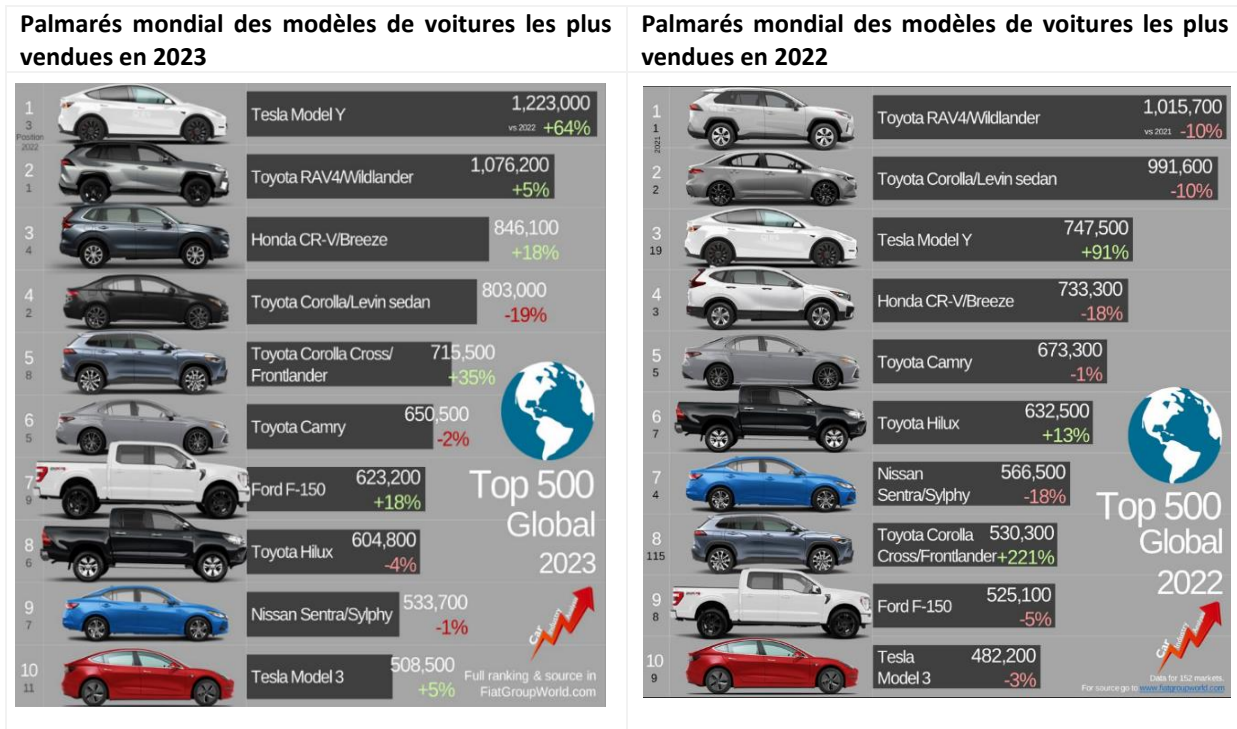 Palmarés mondial des modèles de voitures les plus
vendues en 2023
1
3
Position
2022
Tesla Model Y
1,223,000
vs 2022 +64%
2
1
Toyota RAV4/Wildlander
1,076,200
+5%
3
4
Honda CR-V/Breeze
846,100
+18%
4
2
Toyota Corolla/Levin sedan
803,000
-19%
5
8
Toyota Corolla Cross/
Frontlander
715,500
+35%
6
5
Toyota Camry
650,500
-2%
7
9
Ford F-150
623,200
+18%
8
6
Toyota Hilux
604,800
-4%
9
7
Nissan Sentra/Sylphy
533,700
-1%
10
11
Tesla Model 3
508,500
+5%
Top 500
Global
2023
Car
Industry
Full ranking & source in
FiatGroupWorld.com
Palmarés mondial des modèles de voitures les plus
vendues en 2022
1
1
2021
Toyota RAV4/Wildlander
1,015,700
vs 2021 -10%
2
2
Toyota Corolla/Levin sedan
991,600
-10%
3
19
Tesla Model Y
747,500
+91%
4
3
Honda CR-V/Breeze
733,300
-18%
5
5
Toyota Camry
673,300
-1%
6
7
Toyota Hilux
632,500
+13%
7
4
Nissan
Sentra/Sylphy
566,500
-18%
8
115
Toyota Corolla
Cross/Frontlander
530,300
+221%
9
8
Ford F-150
525,100
-5%
10
9
Tesla
Model 3
482,200
-3%
Top 500
Global
2022
Car
Industry
Data for 152 markets.
For source go to www.fiatgroupworld.com